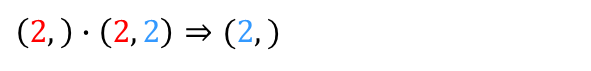 (2,) · (2,2) ⇒ (2,)